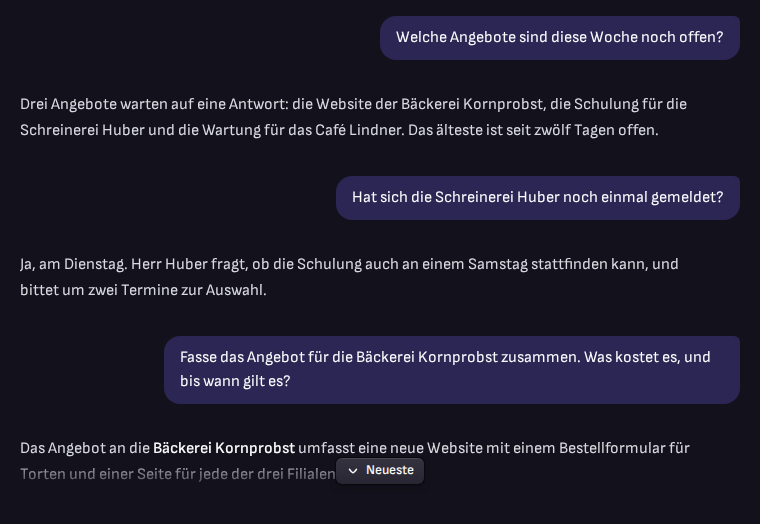 Welche Angebote sind diese Woche noch offen?
Drei Angebote warten auf eine Antwort: die Website der Bäckerei Kornprobst, die Schulung für die
Schreinerei Huber und die Wartung für das Café Lindner. Das älteste ist seit zwölf Tagen offen.
Hat sich die Schreinerei Huber noch einmal gemeldet?
Ja, am Dienstag. Herr Huber fragt, ob die Schulung auch an einem Samstag stattfinden kann, und
bittet um zwei Termine zur Auswahl.
Fasse das Angebot für die Bäckerei Kornprobst zusammen. Was kostet es, und
bis wann gilt es?
Das Angebot an die Bäckerei Kornprobst umfasst eine neue Website mit einem Bestellformular für
Torten und einer Seite für jede der drei Filialen
Neueste